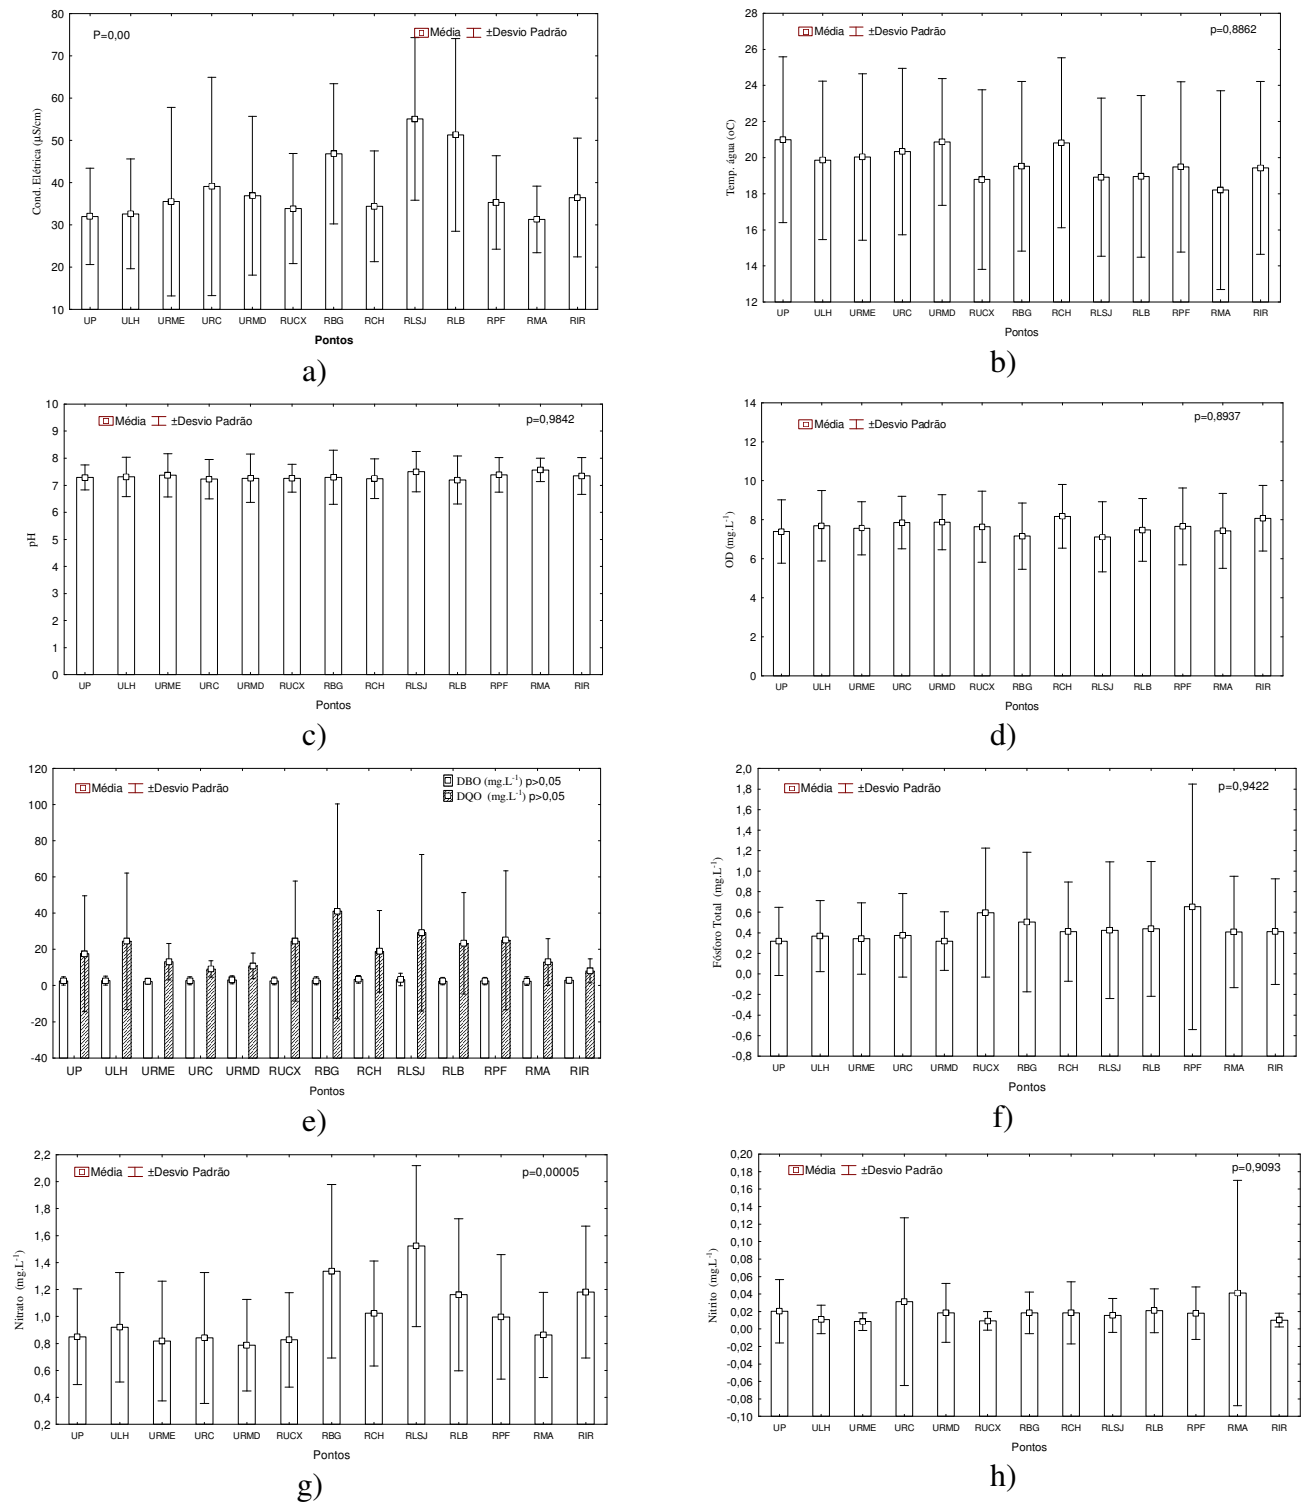 P=0,00
Média ±Desvio Padrão
80
70
60
50
40
30
20
10
Cond. Elétrica (µS/cm)
UP ULH URME URC URMD RUCX RBG RCH RLSJ RLB RPF RMA RIR
Pontos
a)
Média ±Desvio Padrão
p=0,8862
28
26
24
22
20
18
16
14
12
Temp. água (oC)
UP ULH URME URC URMD RUCX RBG RCH RLSJ RLB RPF RMA RIR
Pontos
b)
Média ±Desvio Padrão
p=0,9842
10
9
8
7
6
5
4
3
2
1
0
pH
UP ULH URME URC URMD RUCX RBG RCH RLSJ RLB RPF RMA RIR
Pontos
c)
Média ±Desvio Padrão
p=0,8937
14
12
10
8
6
4
2
0
OD (mg.L-1)
UP ULH URME URC URMD RUCX RBG RCH RLSJ RLB RPF RMA RIR
Pontos
d)
Média ±Desvio Padrão
DBO (mg.L-1) p>0,05
DQO (mg.L-1) p>0,05
120
100
80
60
40
20
0
-20
-40
UP ULH URME URC URMD RUCX RBG RCH RLSJ RLB RPF RMA RIR
Pontos
e)
Média ±Desvio Padrão
p=0,9422
2,0
1,8
1,6
1,4
1,2
1,0
0,8
0,6
0,4
0,2
0,0
-0,2
-0,4
-0,6
-0,8
Fósforo Total (mg.L-1)
UP ULH URME URC URMD RUCX RBG RCH RLSJ RLB RPF RMA RIR
Pontos
f)
Média ±Desvio Padrão
p=0,00005
2,2
2,0
1,8
1,6
1,4
1,2
1,0
0,8
0,6
0,4
0,2
Nitrato (mg.L-1)
UP ULH URME URC URMD RUCX RBG RCH RLSJ RLB RPF RMA RIR
Pontos
g)
Média ±Desvio Padrão
p=0,9093
0,20
0,18
0,16
0,14
0,12
0,10
0,08
0,06
0,04
0,02
0,00
-0,02
-0,04
-0,06
-0,08
-0,10
Nitrito (mg.L-1)
UP ULH URME URC URMD RUCX RBG RCH RLSJ RLB RPF RMA RIR
Pontos
h)